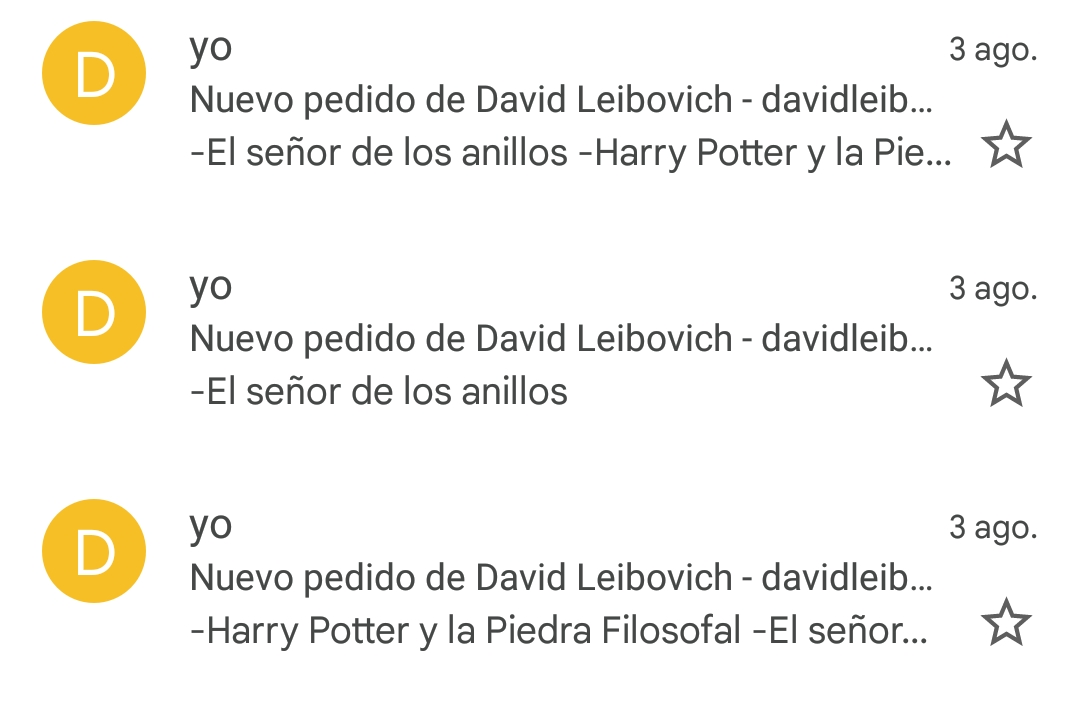 D
yo
3 ago.
Nuevo pedido de David Leibovich - davidleib...
-El señor de los anillos -Harry Potter y la Pie...
D
yo
3 ago.
Nuevo pedido de David Leibovich - davidleib...
-El señor de los anillos
D
yo
3 ago.
Nuevo pedido de David Leibovich - davidleib...
-Harry Potter y la Piedra Filosofal -El señor...